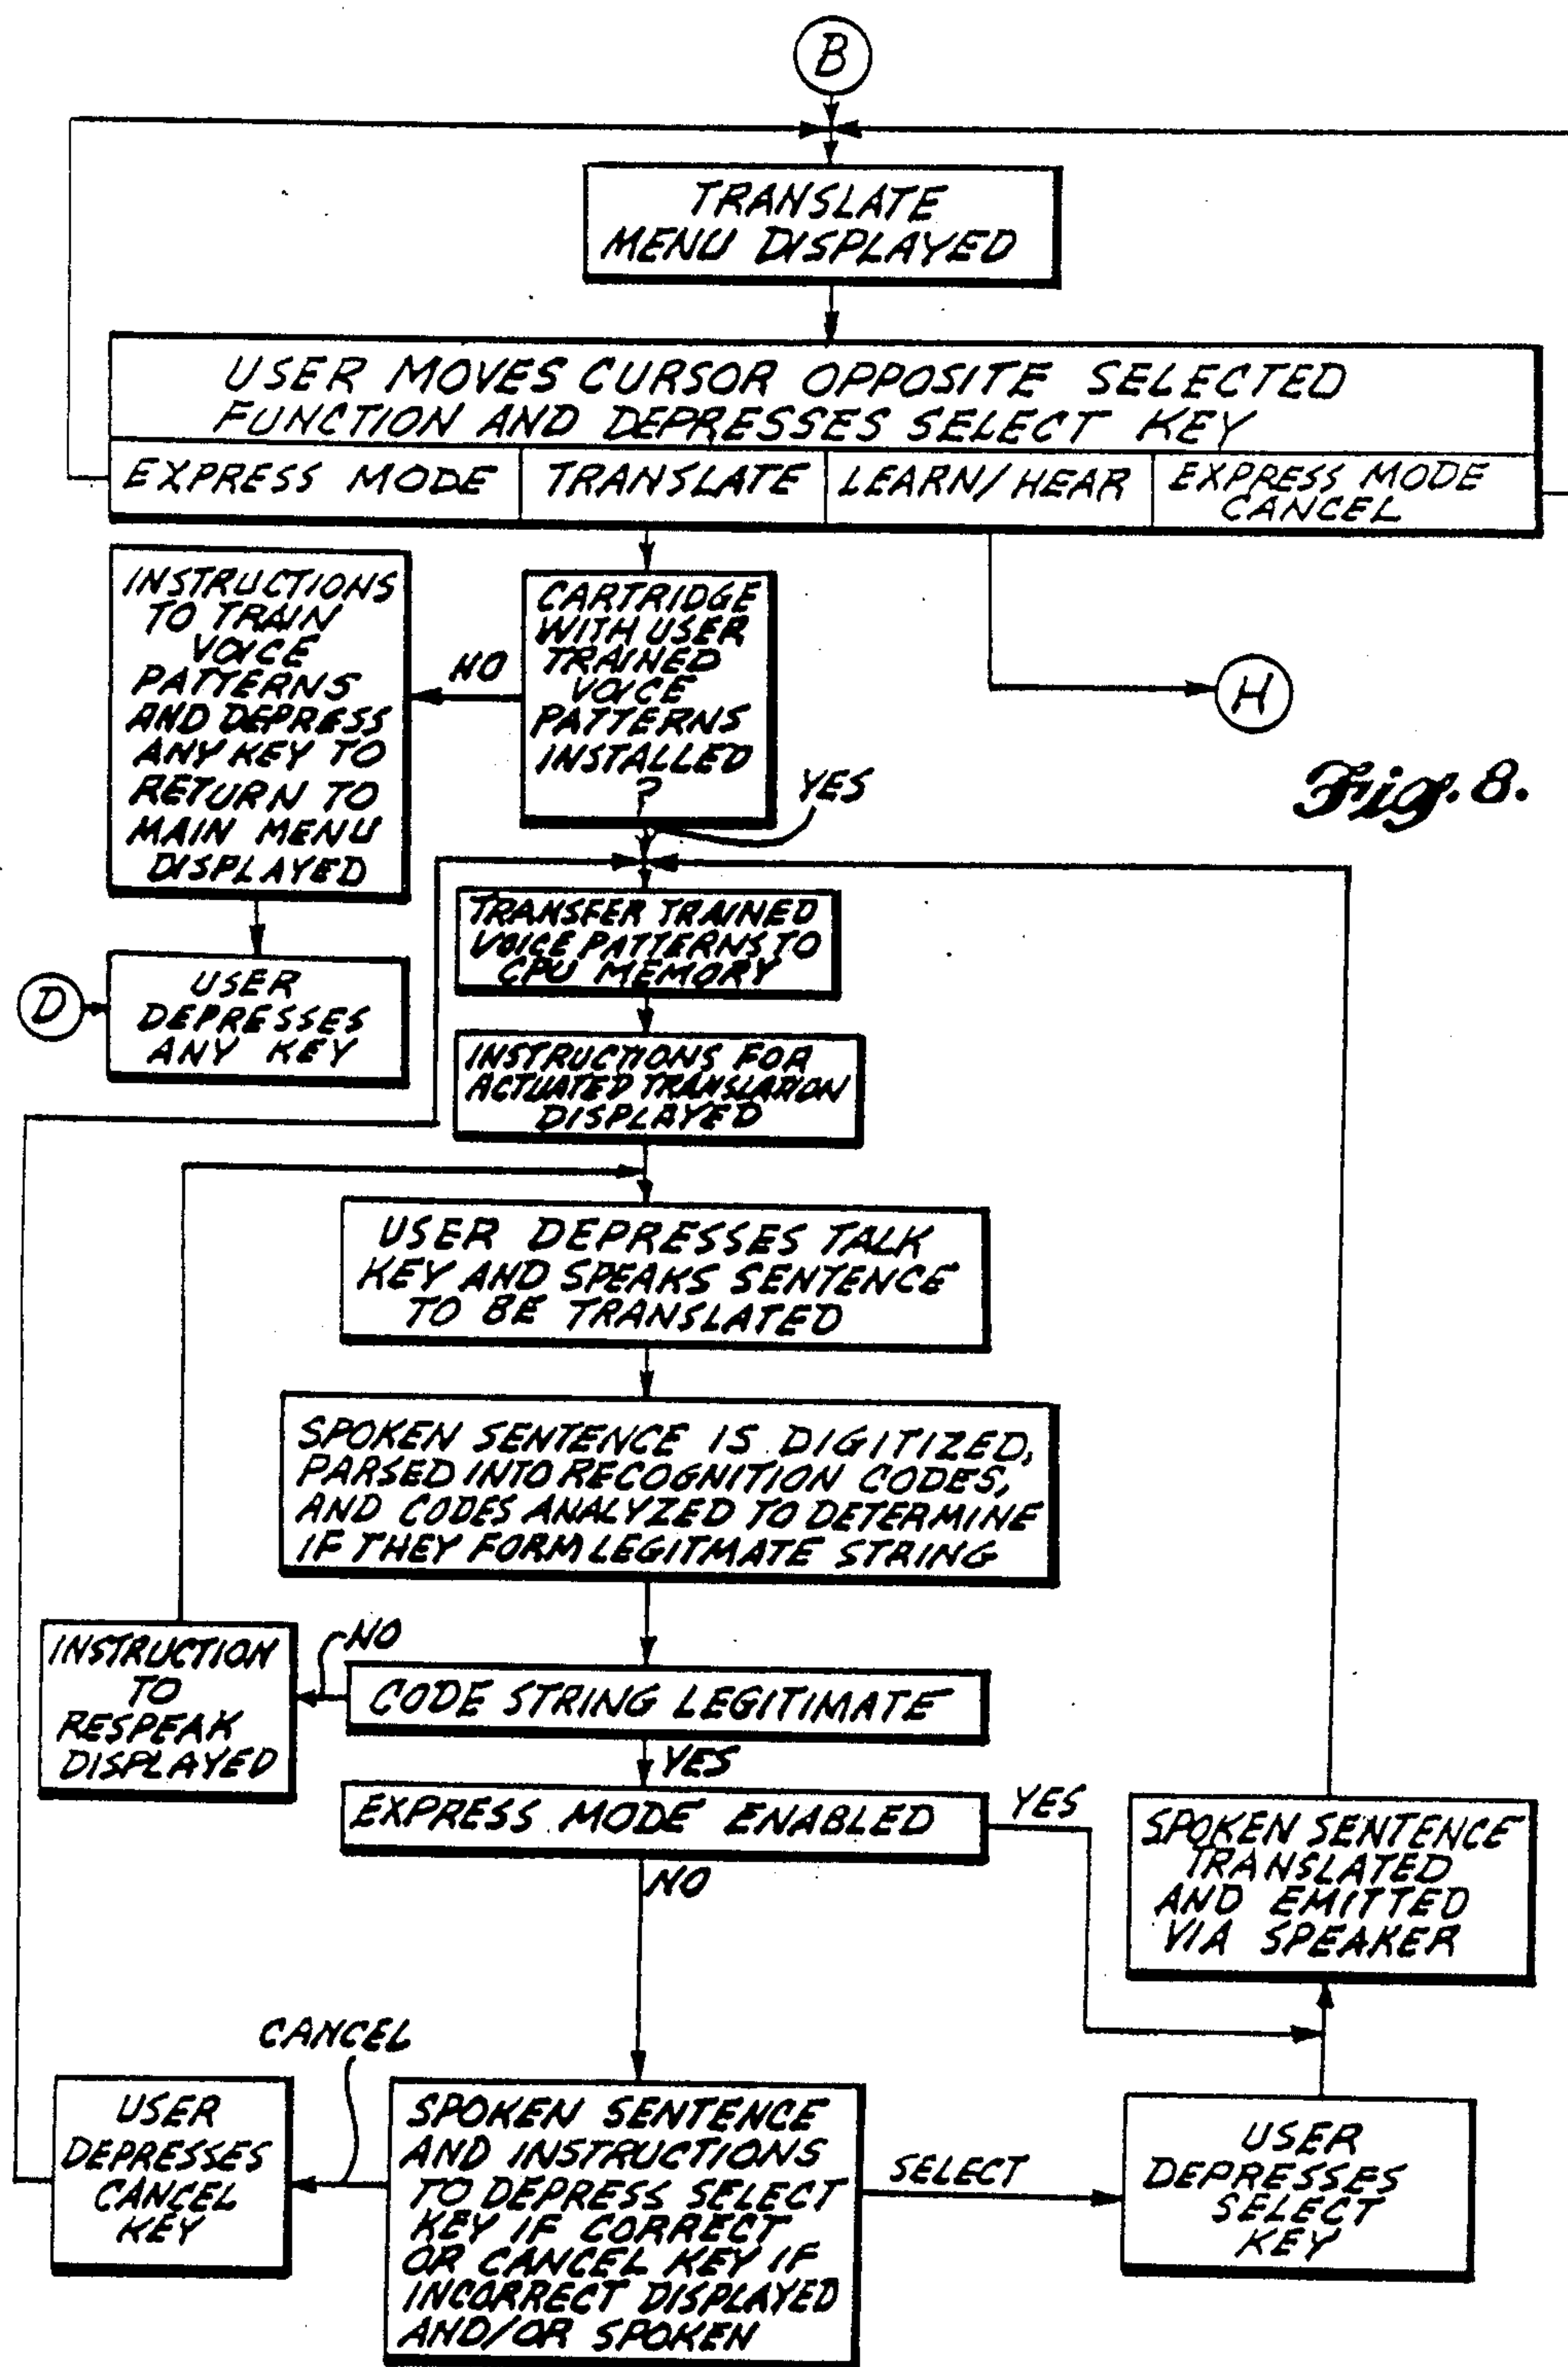 B
TRANSLATE
MENU DISPLAYED
USER MOVES CURSOR OPPOSITE SELECTED
FUNCTION AND DEPRESSES SELECT KEY
EXPRESS MODE
TRANSLATE
LEARN/HEAR
EXPRESS MODE
CANCEL
INSTRUCTIONS
TO TRAIN
VOICE
PATTERNS
AND DEPRESS
ANY KEY TO
RETURN TO
MAIN MENU
DISPLAYED
NO
CARTRIDGE
WITH USER
TRAINED
VOICE
PATTERNS
INSTALLED
?
YES
H
Fig. 8.
D
USER
DEPRESSES
ANY KEY
TRANSFER TRAINED
VOICE PATTERNS TO
CPU MEMORY
INSTRUCTIONS FOR
ACTUATED TRANSLATION
DISPLAYED
USER DEPRESSES TALK
KEY AND SPEAKS SENTENCE
TO BE TRANSLATED
SPOKEN SENTENCE IS DIGITIZED,
PARSED INTO RECOGNITION CODES,
AND CODES ANALYZED TO DETERMINE
IF THEY FORM LEGITMATE STRING
INSTRUCTION
TO
RESPEAK
DISPLAYED
NO
CODE STRING LEGITIMATE
YES
EXPRESS MODE ENABLED
YES
NO
SPOKEN SENTENCE
TRANSLATED
AND EMITTED
VIA SPEAKER
CANCEL
USER
DEPRESSES
CANCEL
KEY
SPOKEN SENTENCE
AND INSTRUCTIONS
TO DEPRESS SELECT
KEY IF CORRECT
OR CANCEL KEY IF
INCORRECT DISPLAYED
AND/OR SPOKEN
SELECT
USER
DEPRESSES
SELECT
KEY